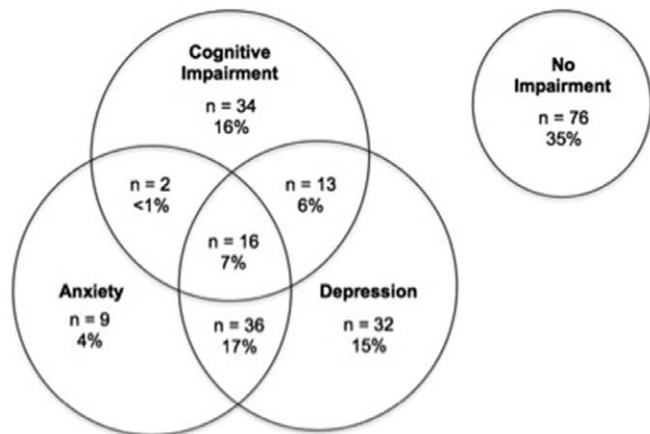 Cognitive
Impairment
n = 34
16%
No
Impairment
n = 76
35%
n = 2
<1%
n = 13
6%
n = 16
7%
Anxiety
n = 9
4%
n = 36
17%
Depression
n = 32
15%